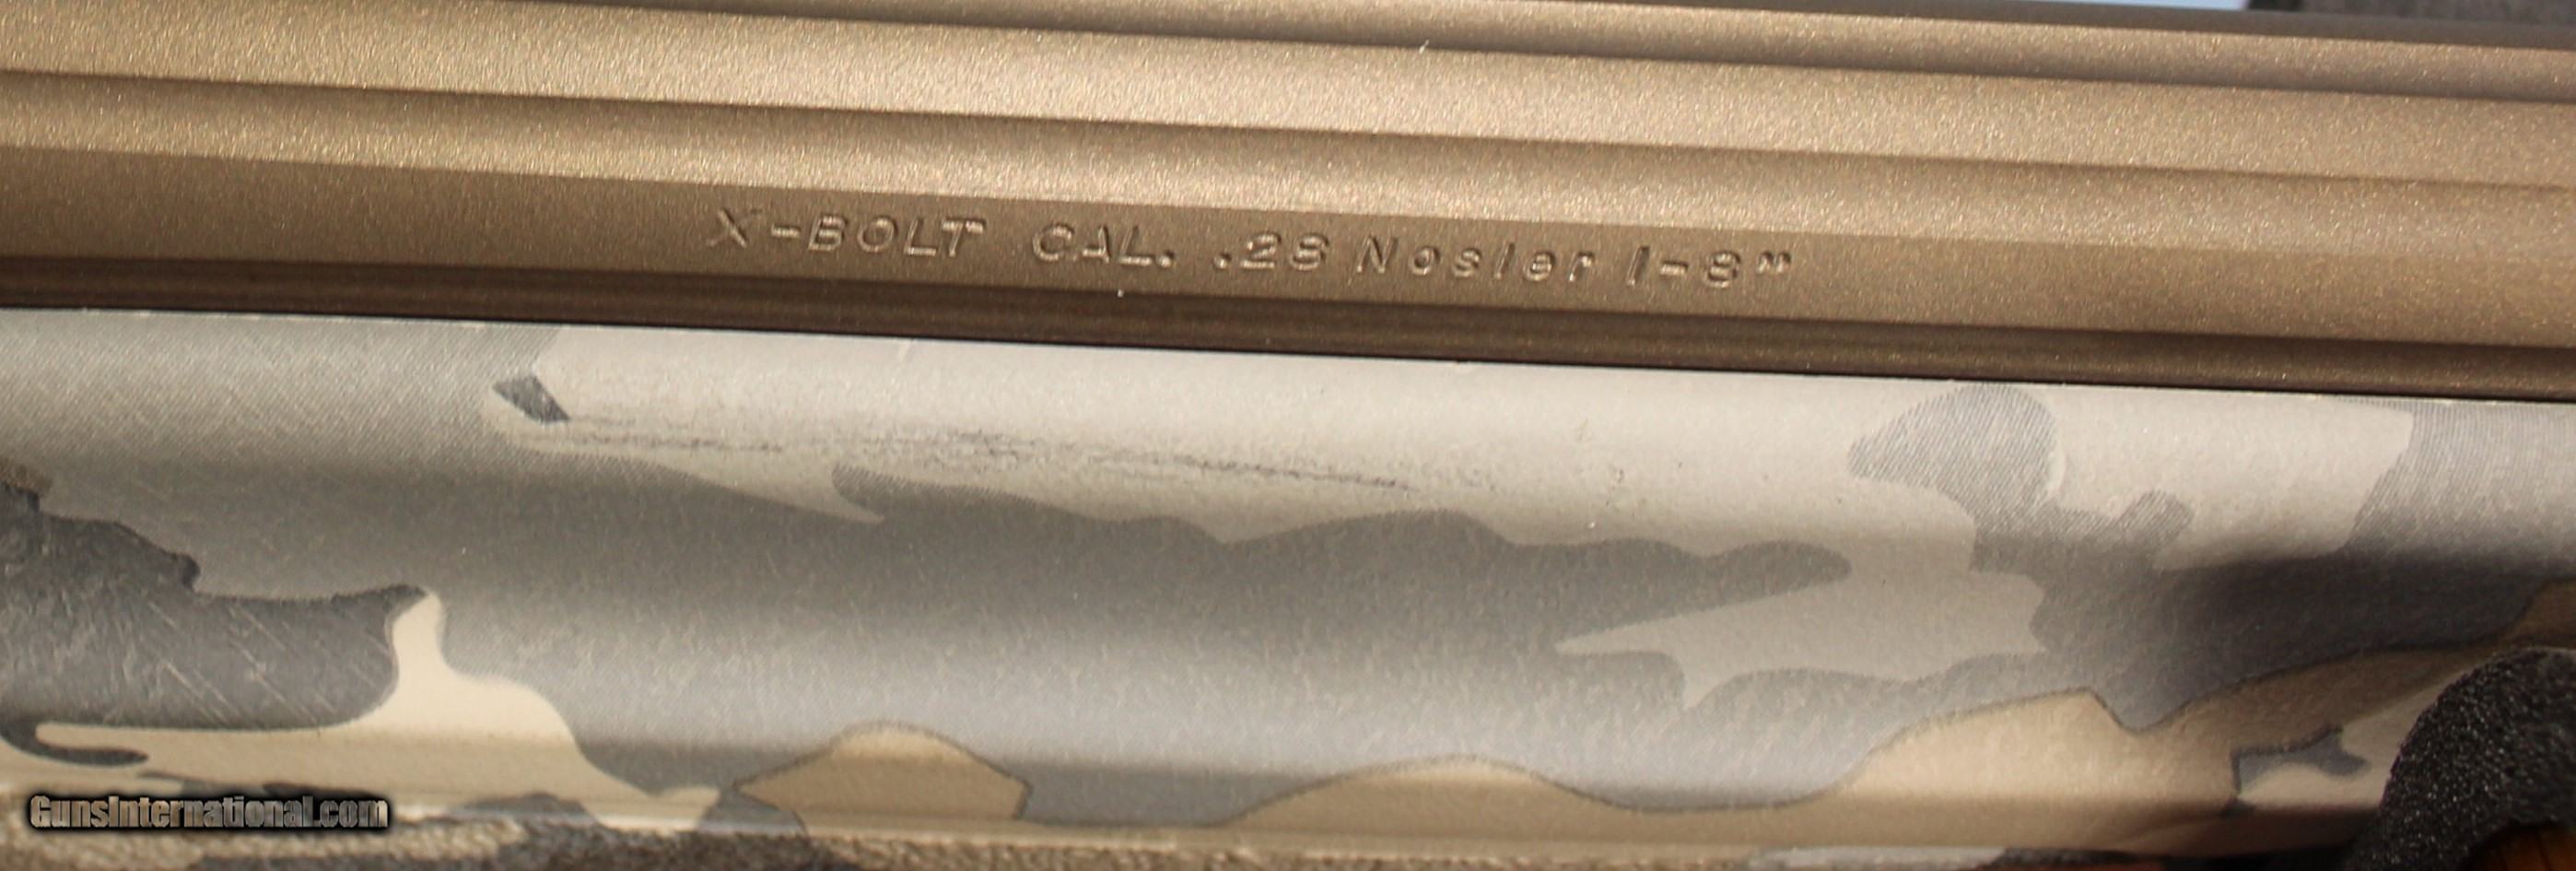 X-BOLT CAL. .28 Nosler 1-8"
GunsInternational.com